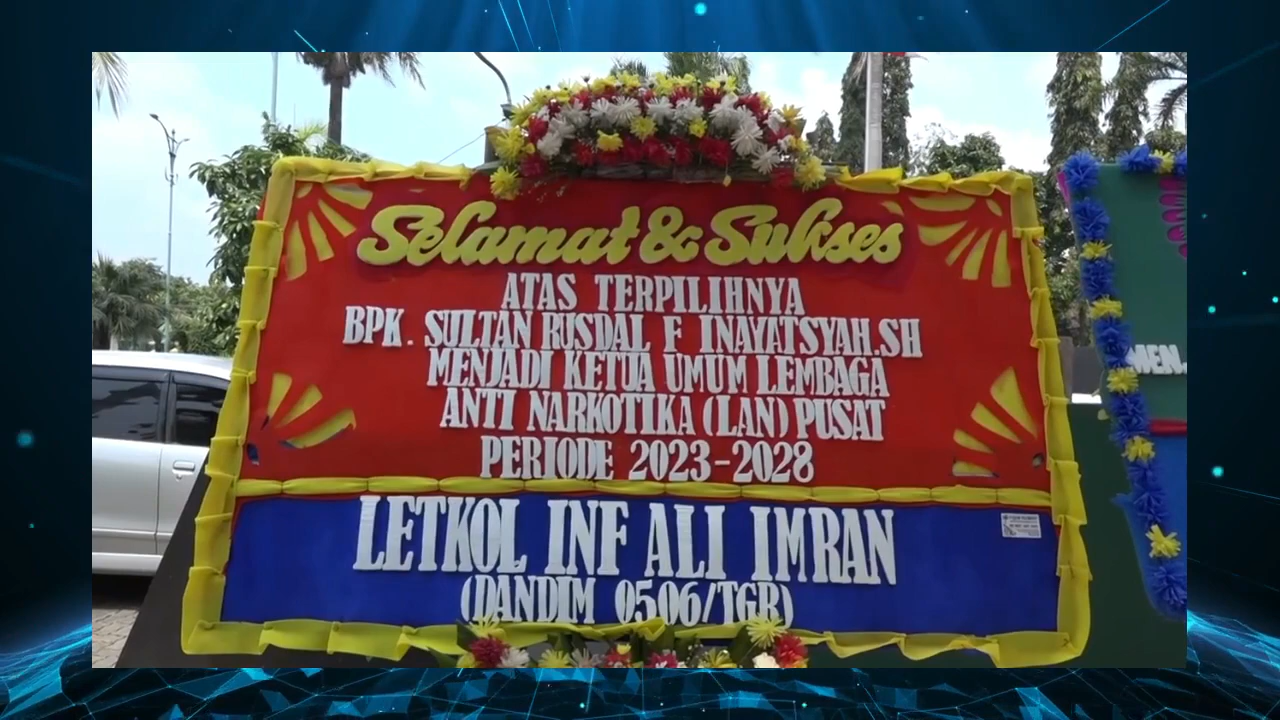 Selamat & Sukses
ATAS TERPILIHNYA
BPK. SULTAN RUSDAL F INAYATSYAH.SH
MENJADI KETUA UMUM LEMBAGA
ANTI NARKOTIKA (LAN) PUSAT
PERIODE 2023-2028
LETKOL INF ALI IMRAN
(DANDIM 0506/TGR)
MEN.